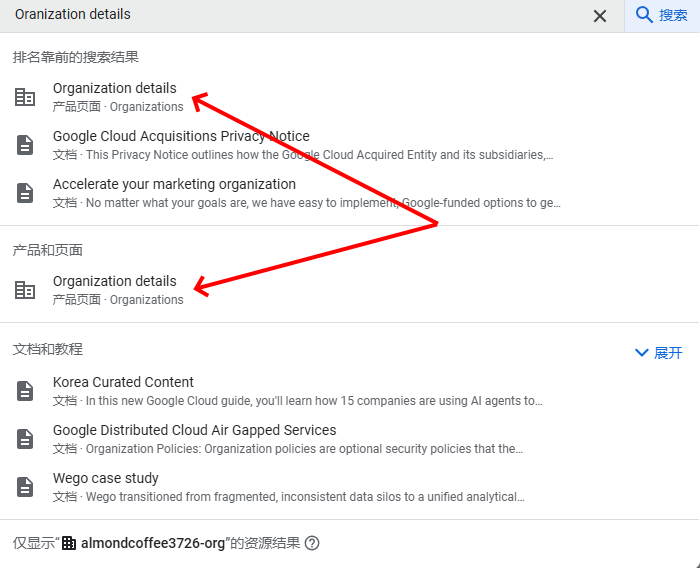 Oranization details
搜索
排名靠前的搜索结果
Organization details
产品页面 · Organizations
Google Cloud Acquisitions Privacy Notice
文档 · This Privacy Notice outlines how the Google Cloud Acquired Entity and its subsidiaries,...
Accelerate your marketing organization
文档 · No matter what your goals are, we have easy to implement, Google-funded options to ge...
产品和页面
Organization details
产品页面 · Organizations
文档和教程
展开
Korea Curated Content
文档 · In this new Google Cloud guide, you'll learn how 15 companies are using AI agents to...
Google Distributed Cloud Air Gapped Services
文档 · Organization Policies: Organization policies are optional security policies that the...
Wego case study
文档 · Wego transitioned from fragmented, inconsistent data silos to a unified analytical...
仅显示“almondcoffee3726-org”的资源结果